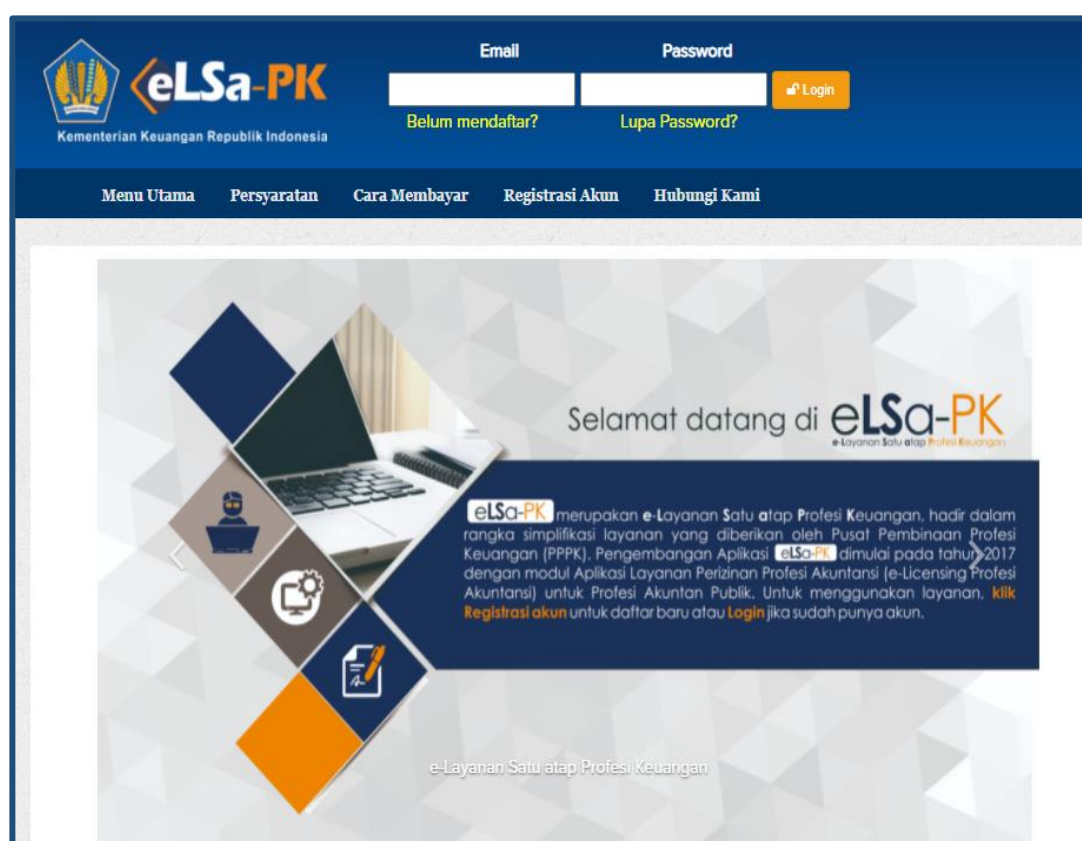 Email Password
eLSa-PK
Login
Kementerian Keuangan Republik Indonesia
Belum mendaftar? Lupa Password?
Menu Utama Persyaratan Cara Membayar Registrasi Akun Hubungi Kami
Selamat datang di eLSa-PK
e-Layanan Satu atap Profesi Keuangan
eLSa-PK merupakan e-Layanan Satu atap Profesi Keuangan, hadir dalam
rangka simplifikasi layanan yang diberikan oleh Pusat Pembinaan Profesi
Keuangan (PPPK). Pengembangan Aplikasi eLSa-PK dimulai pada tahun 2017
dengan modul Aplikasi Layanan Perizinan Profesi Akuntansi (e-Licensing Profesi
Akuntansi) untuk Profesi Akuntan Publik. Untuk menggunakan layanan, klik
Registrasi akun untuk daftar baru atau Login jika sudah punya akun.
e-Layanan Satu atap Profesi Keuangan